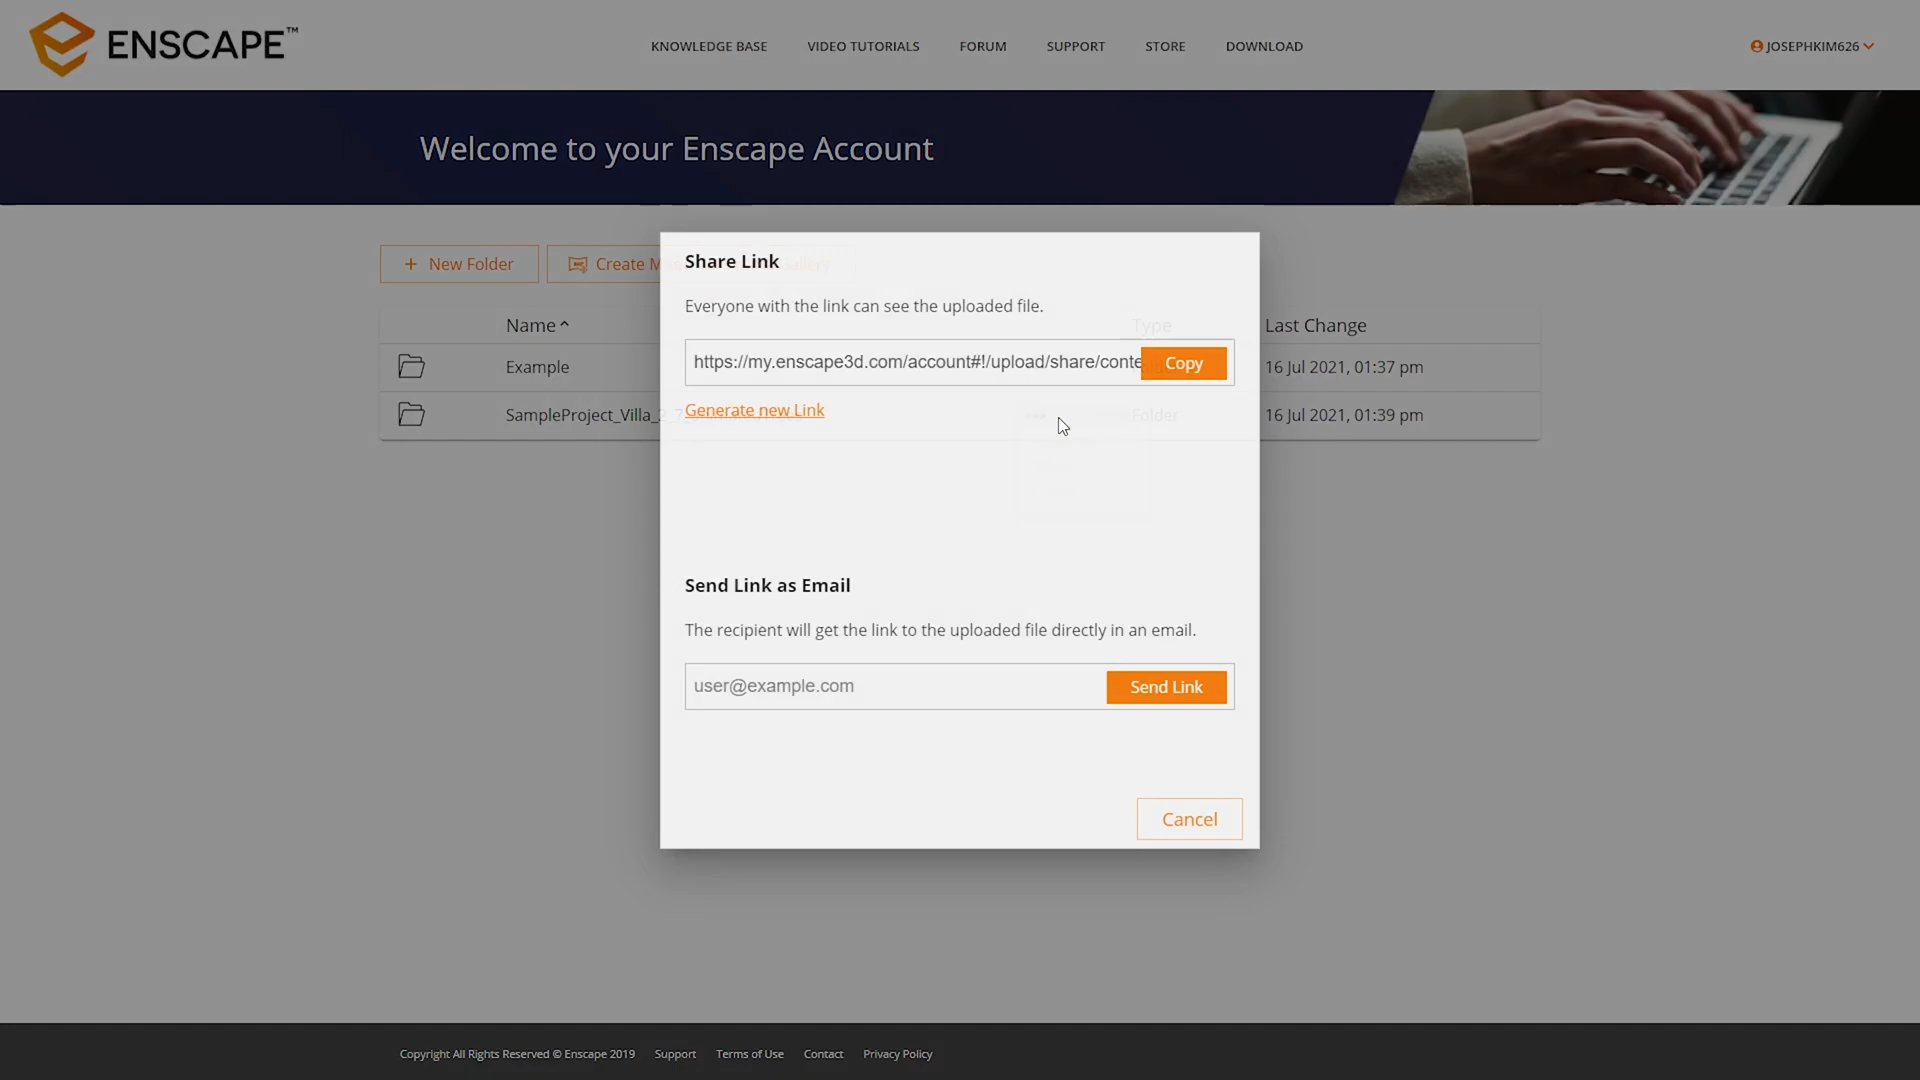 ENSCAPE™
KNOWLEDGE BASE
VIDEO TUTORIALS
FORUM
SUPPORT
STORE
DOWNLOAD
JOSEPHKIM626
Welcome to your Enscape Account
+ New Folder
Create
Gallery
Share Link
Everyone with the link can see the uploaded file.
Name
Type
Last Change
https://my.enscape3d.com/account#!/upload/share/conte
Copy
Example
16 Jul 2021, 01:37 pm
Generate new Link
SampleProject_Villa_2_7
Folder
16 Jul 2021, 01:39 pm
Send Link as Email
The recipient will get the link to the uploaded file directly in an email.
user@example.com
Send Link
Cancel
Copyright All Rights Reserved © Enscape 2019
Support
Terms of Use
Contact
Privacy Policy